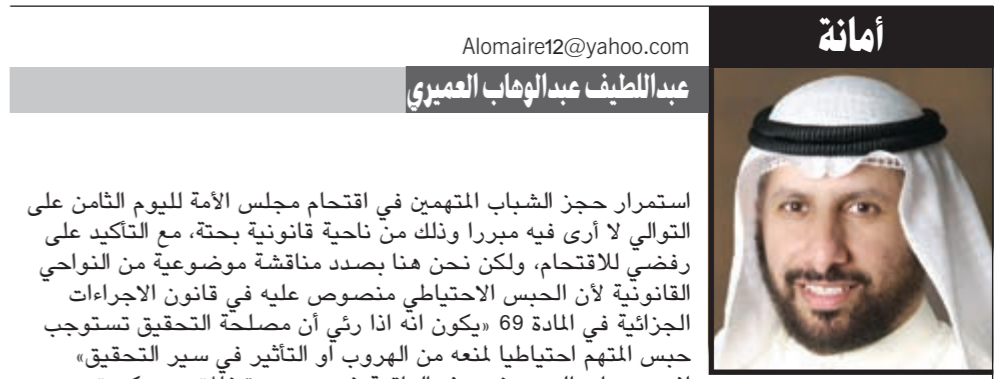 أمانة
Alomaire12@yahoo.com
عبداللطيف عبدالوهاب العميري
استمرار حجز الشباب المتهمين في اقتحام مجلس الأمة لليوم الثامن على
التوالي لا أرى فيه مبررا وذلك من ناحية قانونية بحتة، مع التأكيد على
رفضي للاقتحام، ولكن نحن هنا بصدد مناقشة موضوعية من النواحي
القانونية لأن الحبس الاحتياطي منصوص عليه في قانون الاجراءات
الجزائية في المادة 69 «يكون انه اذا رئي أن مصلحة التحقيق تستوجب
حبس المتهم احتياطيا لمنعه من الهروب أو التأثير في سير التحقيق»